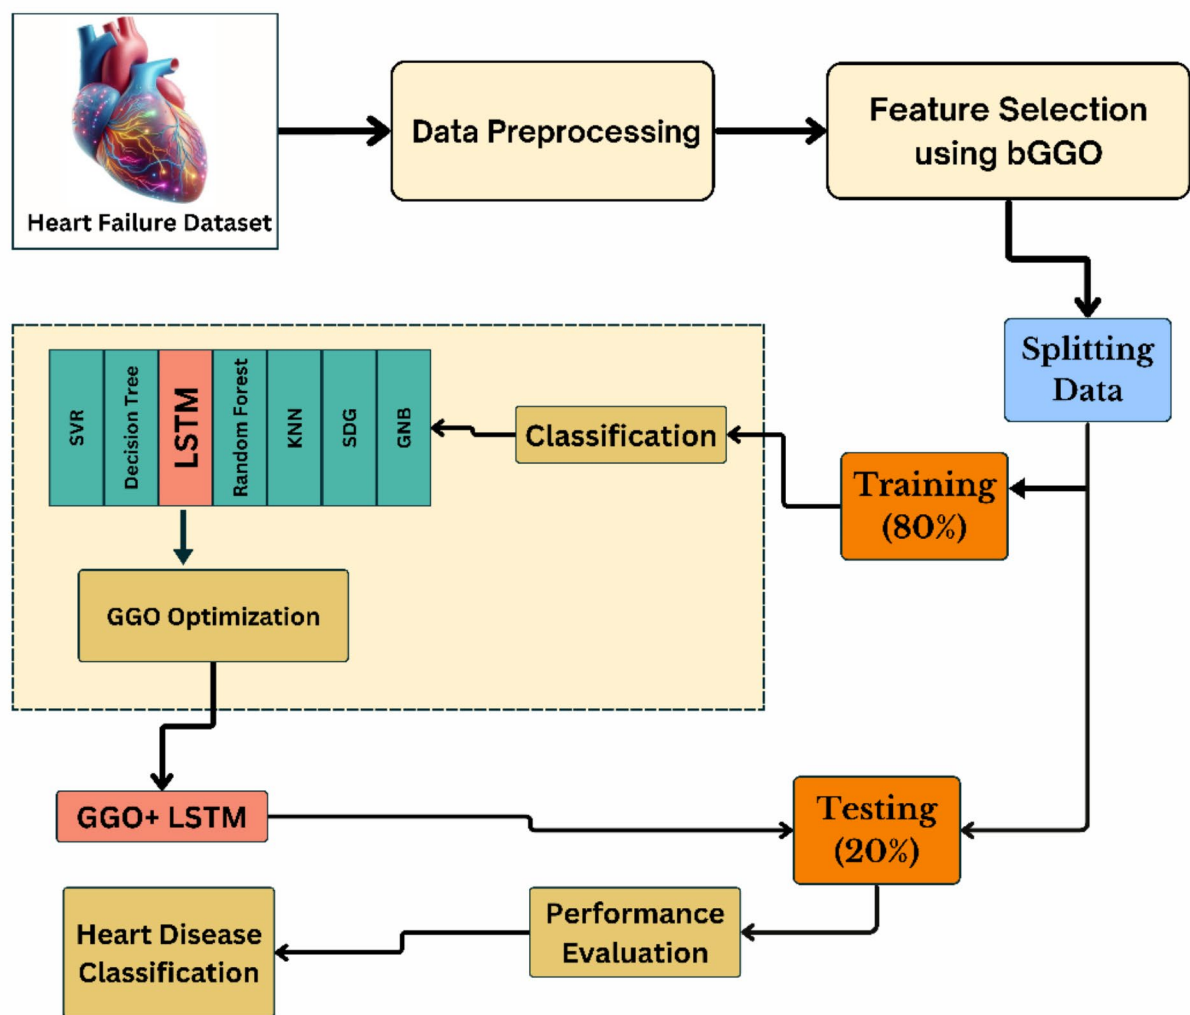 Heart Failure Dataset
Data Preprocessing
Feature Selection
using bGGO
Splitting
Data
Training
(80%)
Classification
SVR
Decision Tree
LSTM
Random Forest
KNN
SDG
GNB
GGO Optimization
GGO+ LSTM
Testing
(20%)
Performance
Evaluation
Heart Disease
Classification